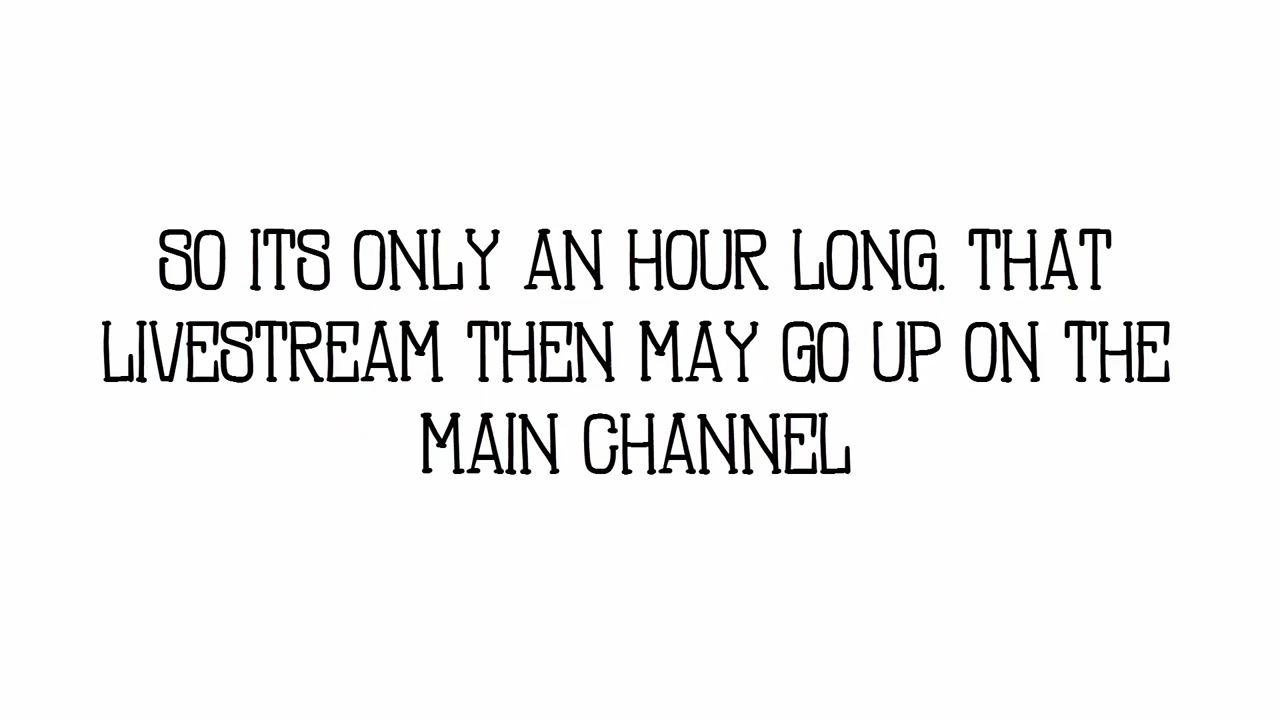 SO ITS ONLY AN HOUR LONG. THAT
LIVESTREAM THEN MAY GO UP ON THE
MAIN CHANNEL